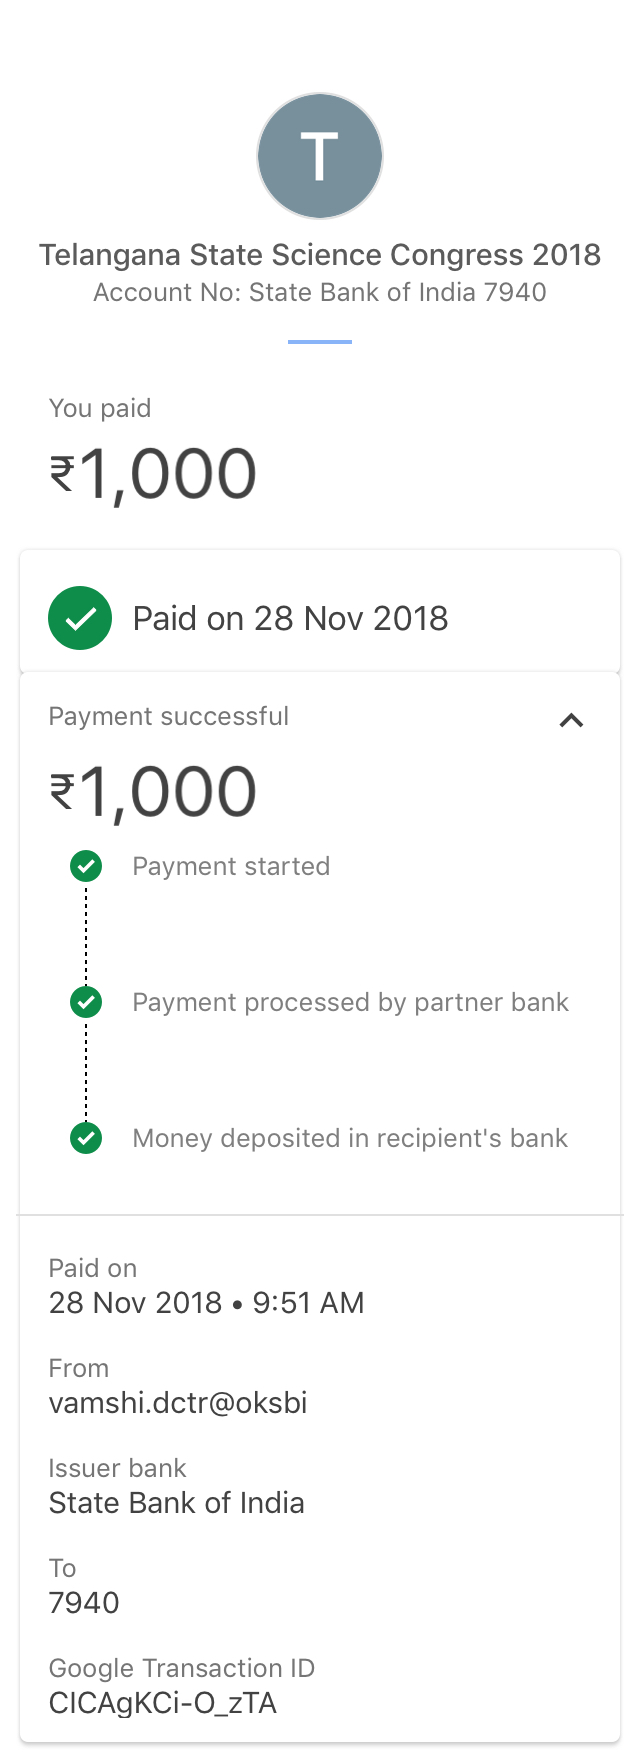 T
Telangana State Science Congress 2018
Account No: State Bank of India 7940
You paid
₹1,000
Paid on 28 Nov 2018
Payment successful
₹1,000
Payment started
Payment processed by partner bank
Money deposited in recipient's bank
Paid on
28 Nov 2018 • 9:51 AM
From
vamshi.dctr@oksbi
Issuer bank
State Bank of India
To
7940
Google Transaction ID
CICAgKCi-O_zTA